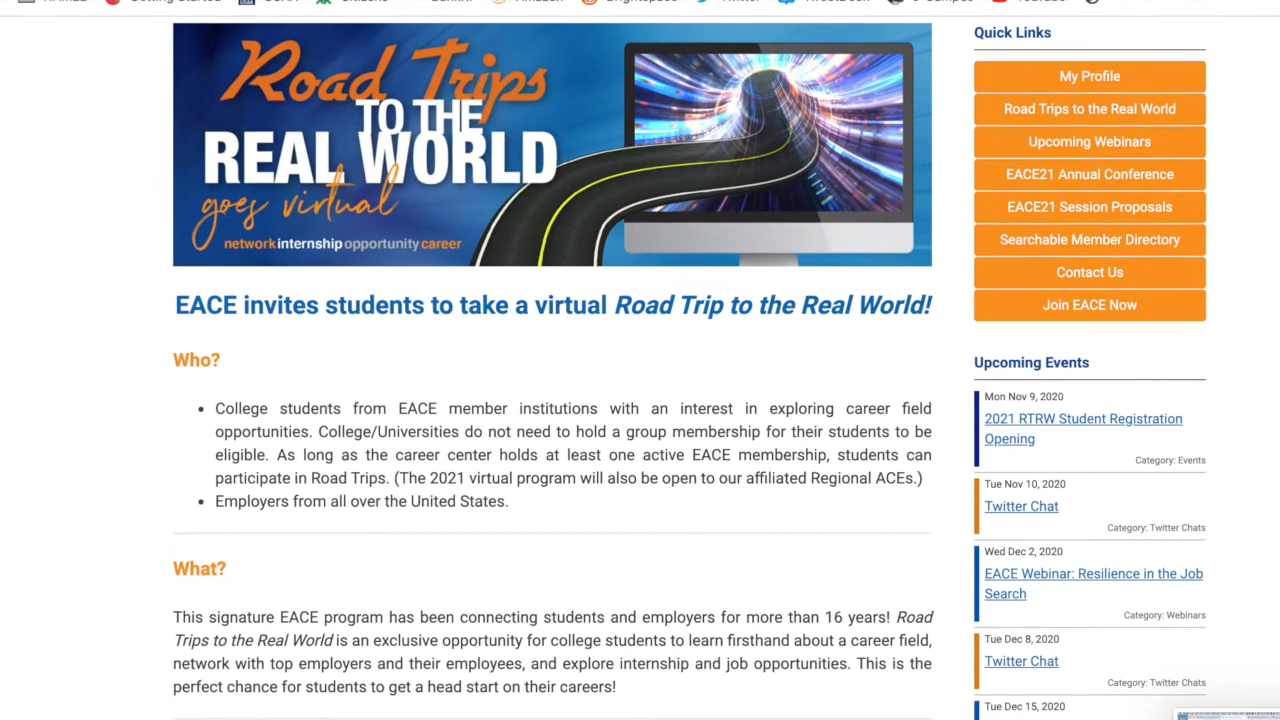 Road Trips
TO THE
REAL WORLD
goes virtual
networkinternshipopportunitycareer
EACE invites students to take a virtual Road Trip to the Real World!
Who?
• College students from EACE member institutions with an interest in exploring career field
opportunities. College/Universities do not need to hold a group membership for their students to be
eligible. As long as the career center holds at least one active EACE membership, students can
participate in Road Trips. (The 2021 virtual program will also be open to our affiliated Regional ACEs.)
• Employers from all over the United States.
What?
This signature EACE program has been connecting students and employers for more than 16 years! Road
Trips to the Real World is an exclusive opportunity for college students to learn firsthand about a career field,
network with top employers and their employees, and explore internship and job opportunities. This is the
perfect chance for students to get a head start on their careers!
Quick Links
My Profile
Road Trips to the Real World
Upcoming Webinars
EACE21 Annual Conference
EACE21 Session Proposals
Searchable Member Directory
Contact Us
Join EACE Now
Upcoming Events
Mon Nov 9, 2020
2021 RTRW Student Registration
Opening
Category: Events
Tue Nov 10, 2020
Twitter Chat
Category: Twitter Chats
Wed Dec 2, 2020
EACE Webinar: Resilience in the Job
Search
Category: Webinars
Tue Dec 8, 2020
Twitter Chat
Category: Twitter Chats
Tue Dec 15, 2020